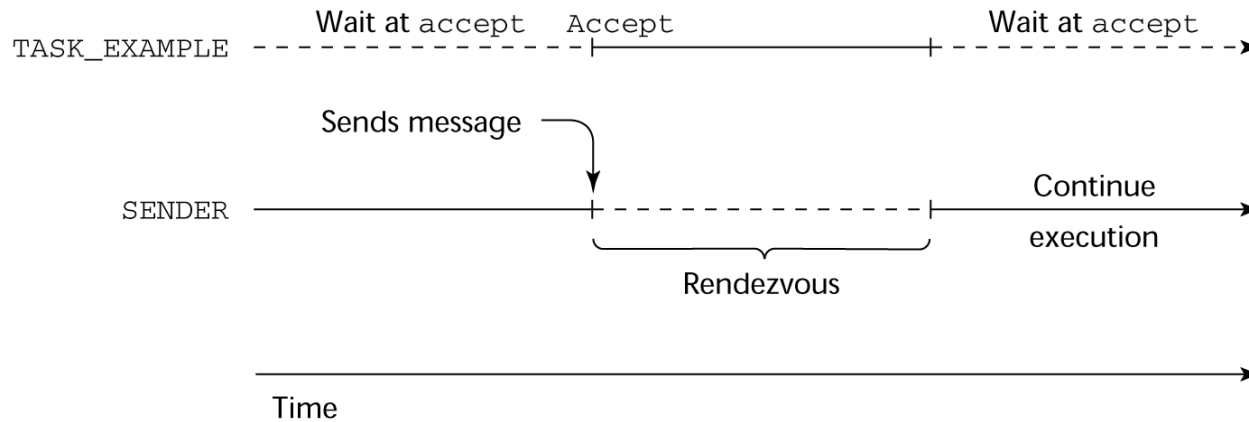 Wait at accept Accept Wait at accept
TASK_EXAMPLE
Sends message
SENDER
Continue
execution
Rendezvous
Time